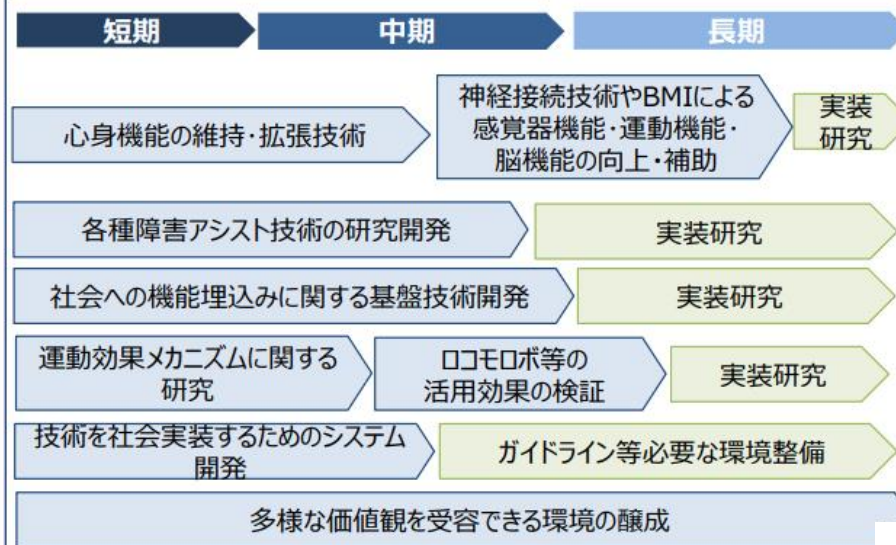 短期
中期
長期
心身機能の維持・拡張技術
神経接続技術やBMIによる
感覚器機能・運動機能・
脳機能の向上・補助
実装
研究
各種障害アシスト技術の研究開発
実装研究
社会への機能埋込みに関する基盤技術開発
実装研究
運動効果メカニズムに関する
研究
ロコモロボ等の
活用効果の検証
実装研究
技術を社会実装するためのシステム
開発
ガイドライン等必要な環境整備
多様な価値観を受容できる環境の醸成